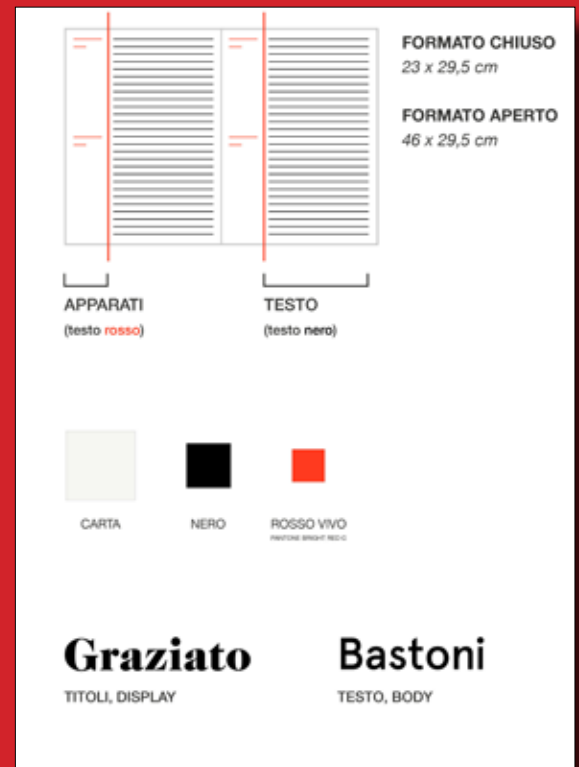 FORMATO CHIUSO
23 x 29,5 cm
FORMATO APERTO
46 x 29,5 cm
APPARATI
(testo rosso)
TESTO
(testo nero)
CARTA
NERO
ROSSO VIVO
PANTONE BRIGHT RED C
Graziato
TITOLI, DISPLAY
Bastoni
TESTO, BODY